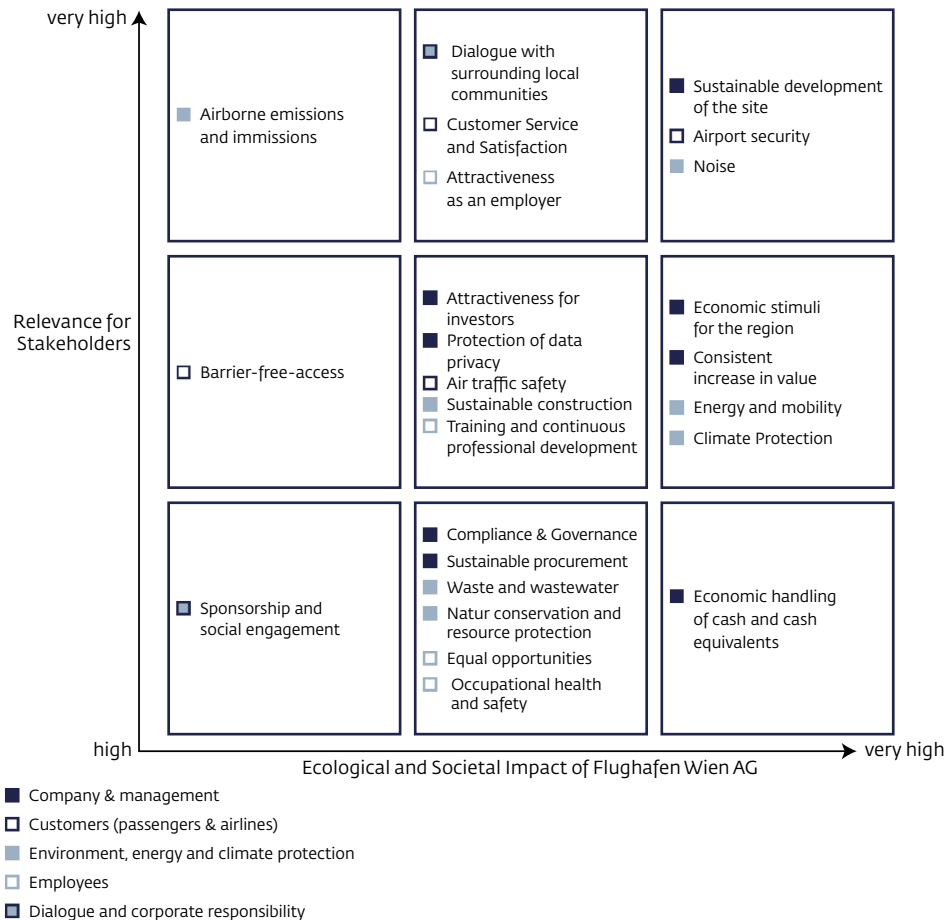 very high
Airborne emissions
and immissions
Dialogue with
surrounding local
communities
Customer Service
and Satisfaction
Attractiveness
as an employer
Sustainable development
of the site
Airport security
Noise
Relevance for
Stakeholders
Barrier-free-access
Attractiveness for
investors
Protection of data
privacy
Air traffic safety
Sustainable construction
Training and continuous
professional development
Economic stimuli
for the region
Consistent
increase in value
Energy and mobility
Climate Protection
Sponsorship and
social engagement
Compliance & Governance
Sustainable procurement
Waste and wastewater
Natur conservation and
resource protection
Equal opportunities
Occupational health
and safety
Economic handling
of cash and cash
equivalents
high
very high
Ecological and Societal Impact of Flughafen Wien AG
Company & management
Customers (passengers & airlines)
Environment, energy and climate protection
Employees
Dialogue and corporate responsibility